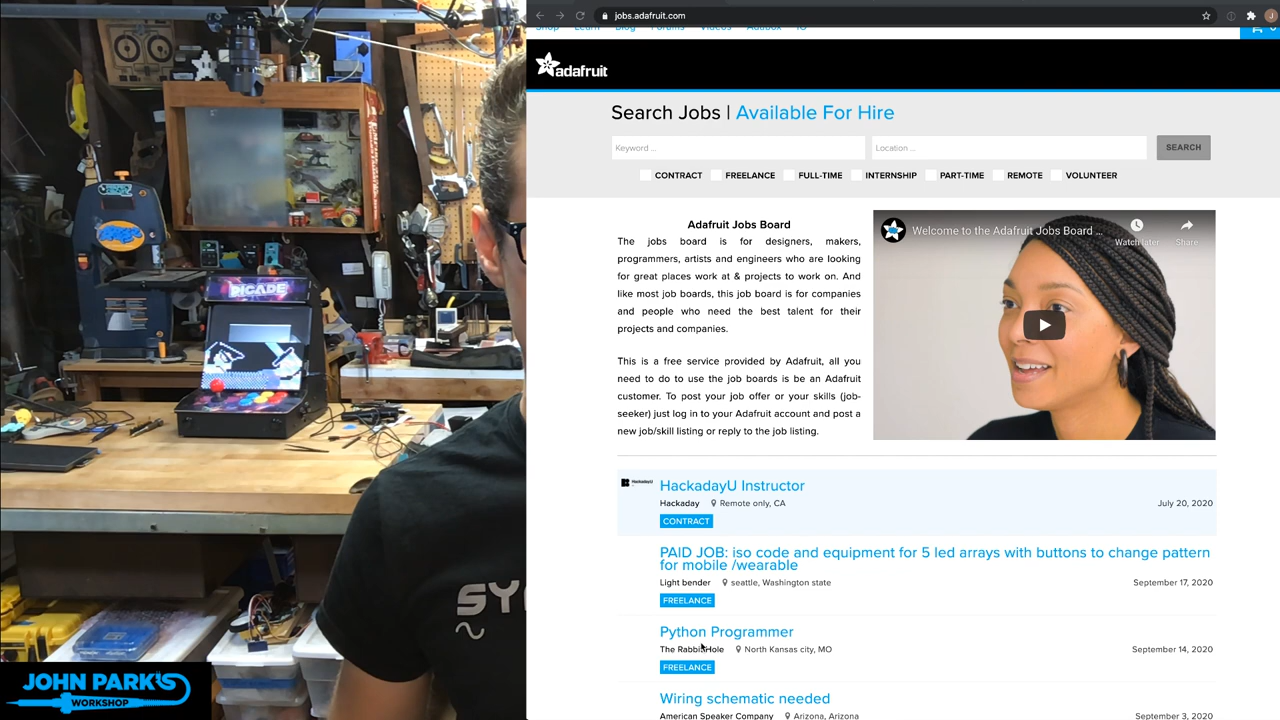 jobs.adafruit.com
J
Shop Learn Blog Forums Videos Adabox IO
adafruit
Search Jobs | Available For Hire
Keyword ...
Location ...
SEARCH
CONTRACT
FREELANCE
FULL-TIME
INTERNSHIP
PART-TIME
REMOTE
VOLUNTEER
Adafruit Jobs Board
The jobs board is for designers, makers,
programmers, artists and engineers who are looking
for great places work at & projects to work on. And
like most job boards, this job board is for companies
and people who need the best talent for their
projects and companies.
This is a free service provided by Adafruit, all you
need to do to use the job boards is be an Adafruit
customer. To post your job offer or your skills (job-
seeker) just log in to your Adafruit account and post a
new job/skill listing or reply to the job listing.
Welcome to the Adafruit Jobs Board ...
Watch later
Share
HackadayU
HackadayU Instructor
Hackaday
Remote only, CA
July 20, 2020
CONTRACT
PAID JOB: iso code and equipment for 5 led arrays with buttons to change pattern
for mobile /wearable
Light bender
seattle, Washington state
September 17, 2020
FREELANCE
Python Programmer
The RabbitHole
North Kansas city, MO
September 14, 2020
FREELANCE
Wiring schematic needed
American Speaker Company
Arizona, Arizona
September 3, 2020
PICADE
SY
JOHN PARK'S
WORKSHOP